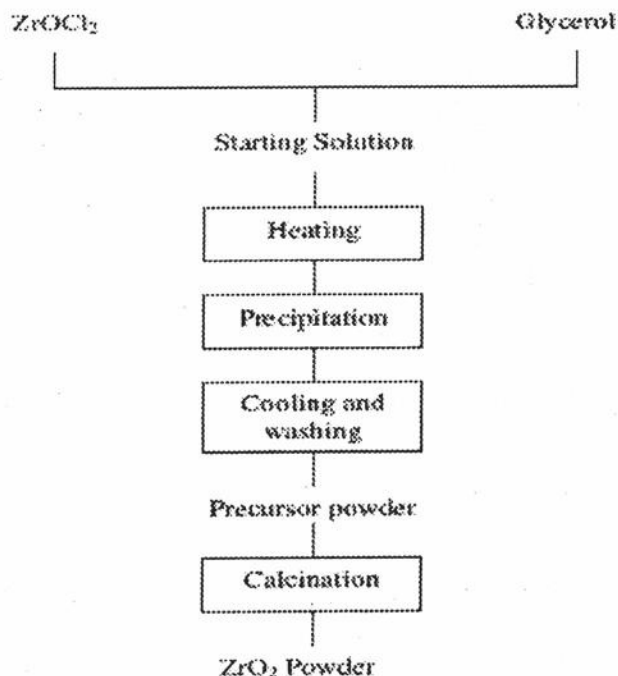 ZrOCl₂
Glycerol
Starting Solution
Heating
Precipitation
Cooling and
washing
Precursor powder
Calcination
ZrO₂ Powder